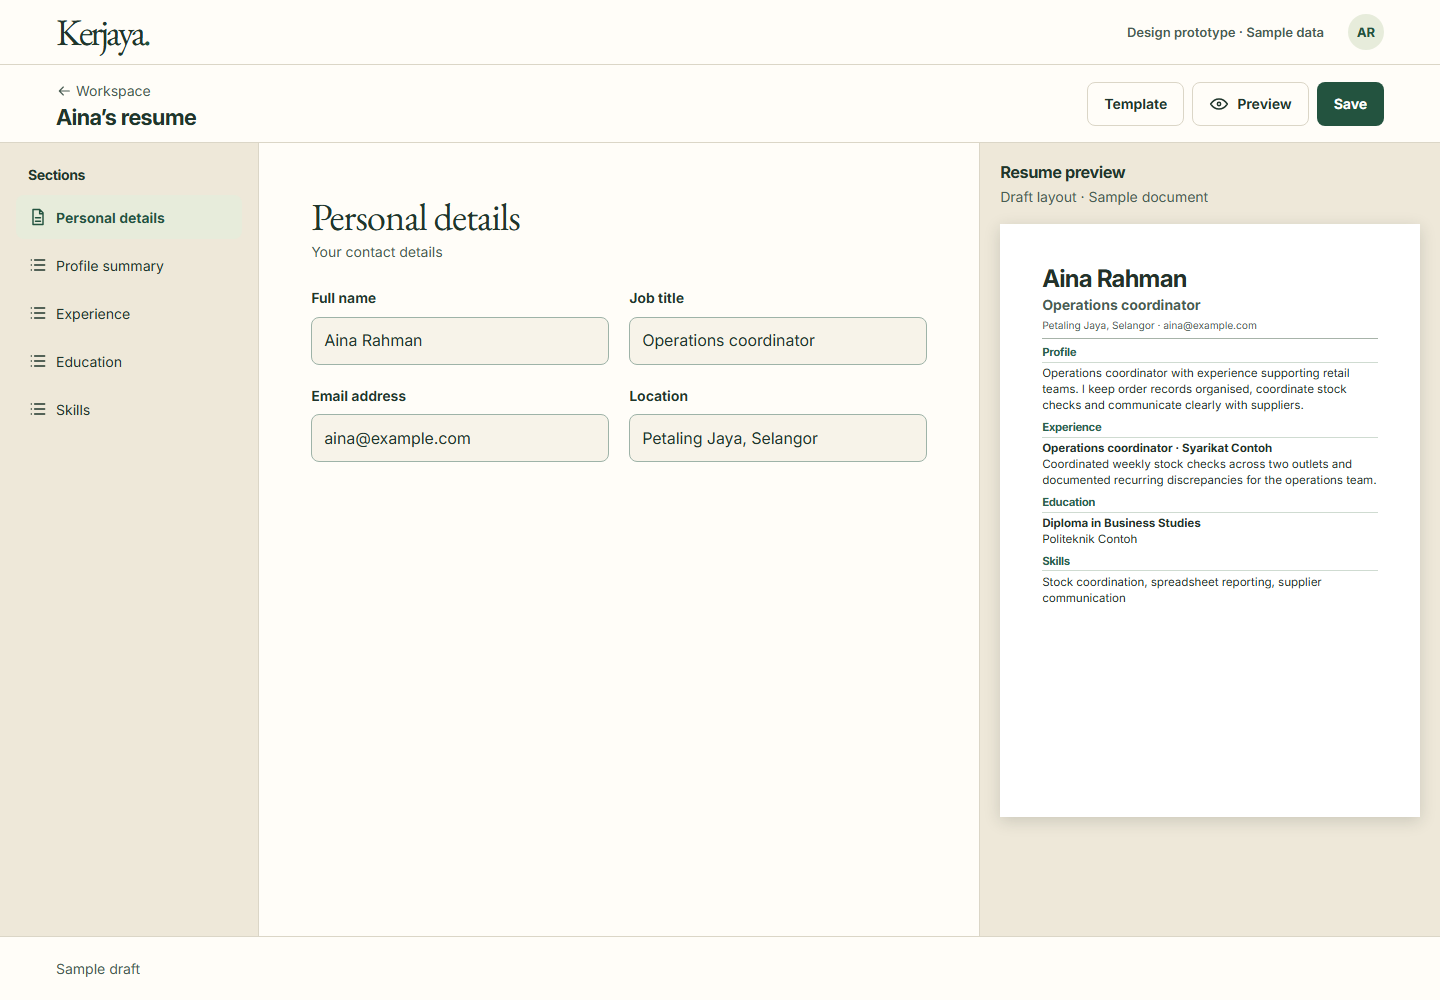 Kerjaya.
Design prototype · Sample data
AR
← Workspace
Aina’s resume
Template
Preview
Save
Sections
Personal details
Profile summary
Experience
Education
Skills
Personal details
Your contact details
Full name
Job title
Aina Rahman
Operations coordinator
Email address
Location
aina@example.com
Petaling Jaya, Selangor
Resume preview
Draft layout · Sample document
Aina Rahman
Operations coordinator
Petaling Jaya, Selangor · aina@example.com
Profile
Operations coordinator with experience supporting retail
teams. I keep order records organised, coordinate stock
checks and communicate clearly with suppliers.
Experience
Operations coordinator · Syarikat Contoh
Coordinated weekly stock checks across two outlets and
documented recurring discrepancies for the operations team.
Education
Diploma in Business Studies
Politeknik Contoh
Skills
Stock coordination, spreadsheet reporting, supplier
communication
Sample draft